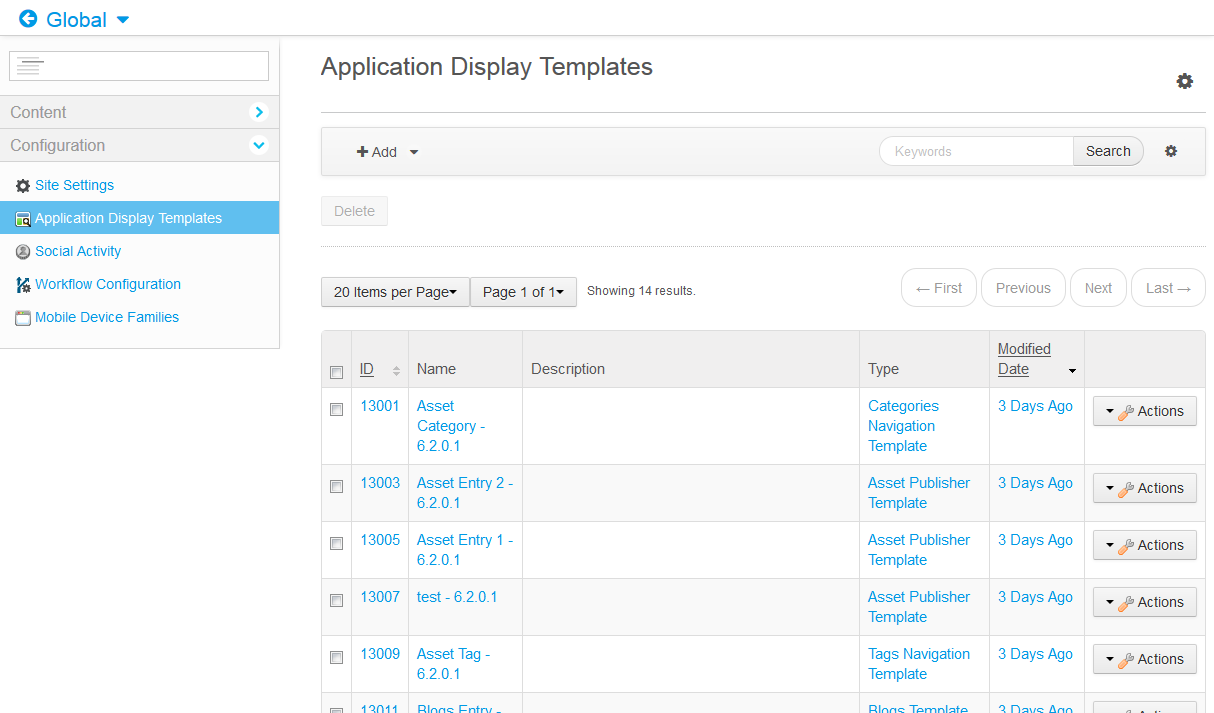 Global
Application Display Templates
Content
Configuration
Site Settings
Application Display Templates
Social Activity
Workflow Configuration
Mobile Device Families
Add
Keywords
Search
Delete
20 Items per Page
Page 1 of 1
Showing 14 results.
← First
Previous
Next
Last →
ID
Name
Description
Type
Modified
Date
13001
Asset
Category -
6.2.0.1
Categories
Navigation
Template
3 Days Ago
Actions
13003
Asset Entry 2 -
6.2.0.1
Asset Publisher
Template
3 Days Ago
Actions
13005
Asset Entry 1 -
6.2.0.1
Asset Publisher
Template
3 Days Ago
Actions
13007
test - 6.2.0.1
Asset Publisher
Template
3 Days Ago
Actions
13009
Asset Tag -
6.2.0.1
Tags Navigation
Template
3 Days Ago
Actions
13011
Blogs Entry -
Blogs Template
3 Days Ago
Actions